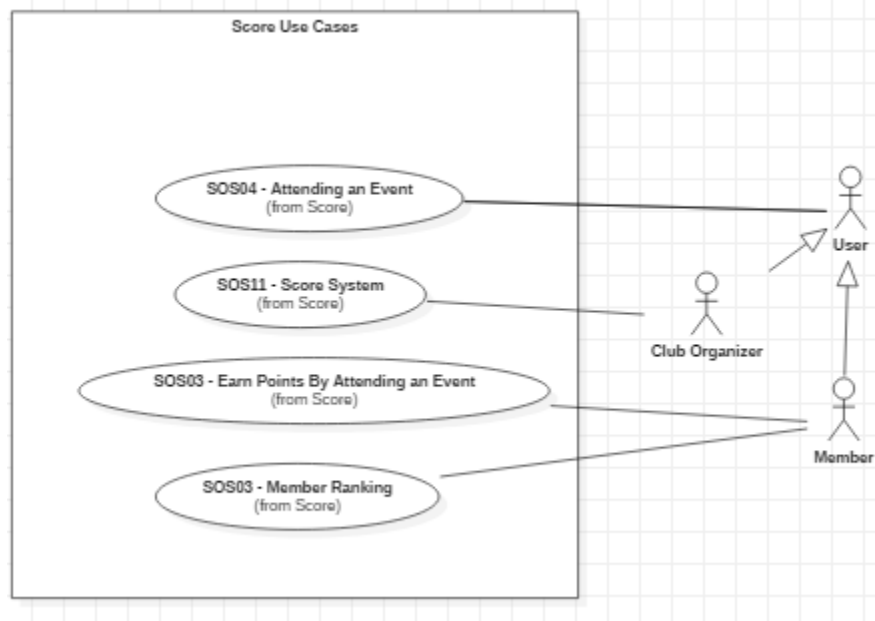 Score Use Cases
SOS04 - Attending an Event
(from Score)
User
SOS11 - Score System
(from Score)
Club Organizer
SOS03 - Earn Points By Attending an Event
(from Score)
Member
SOS03 - Member Ranking
(from Score)